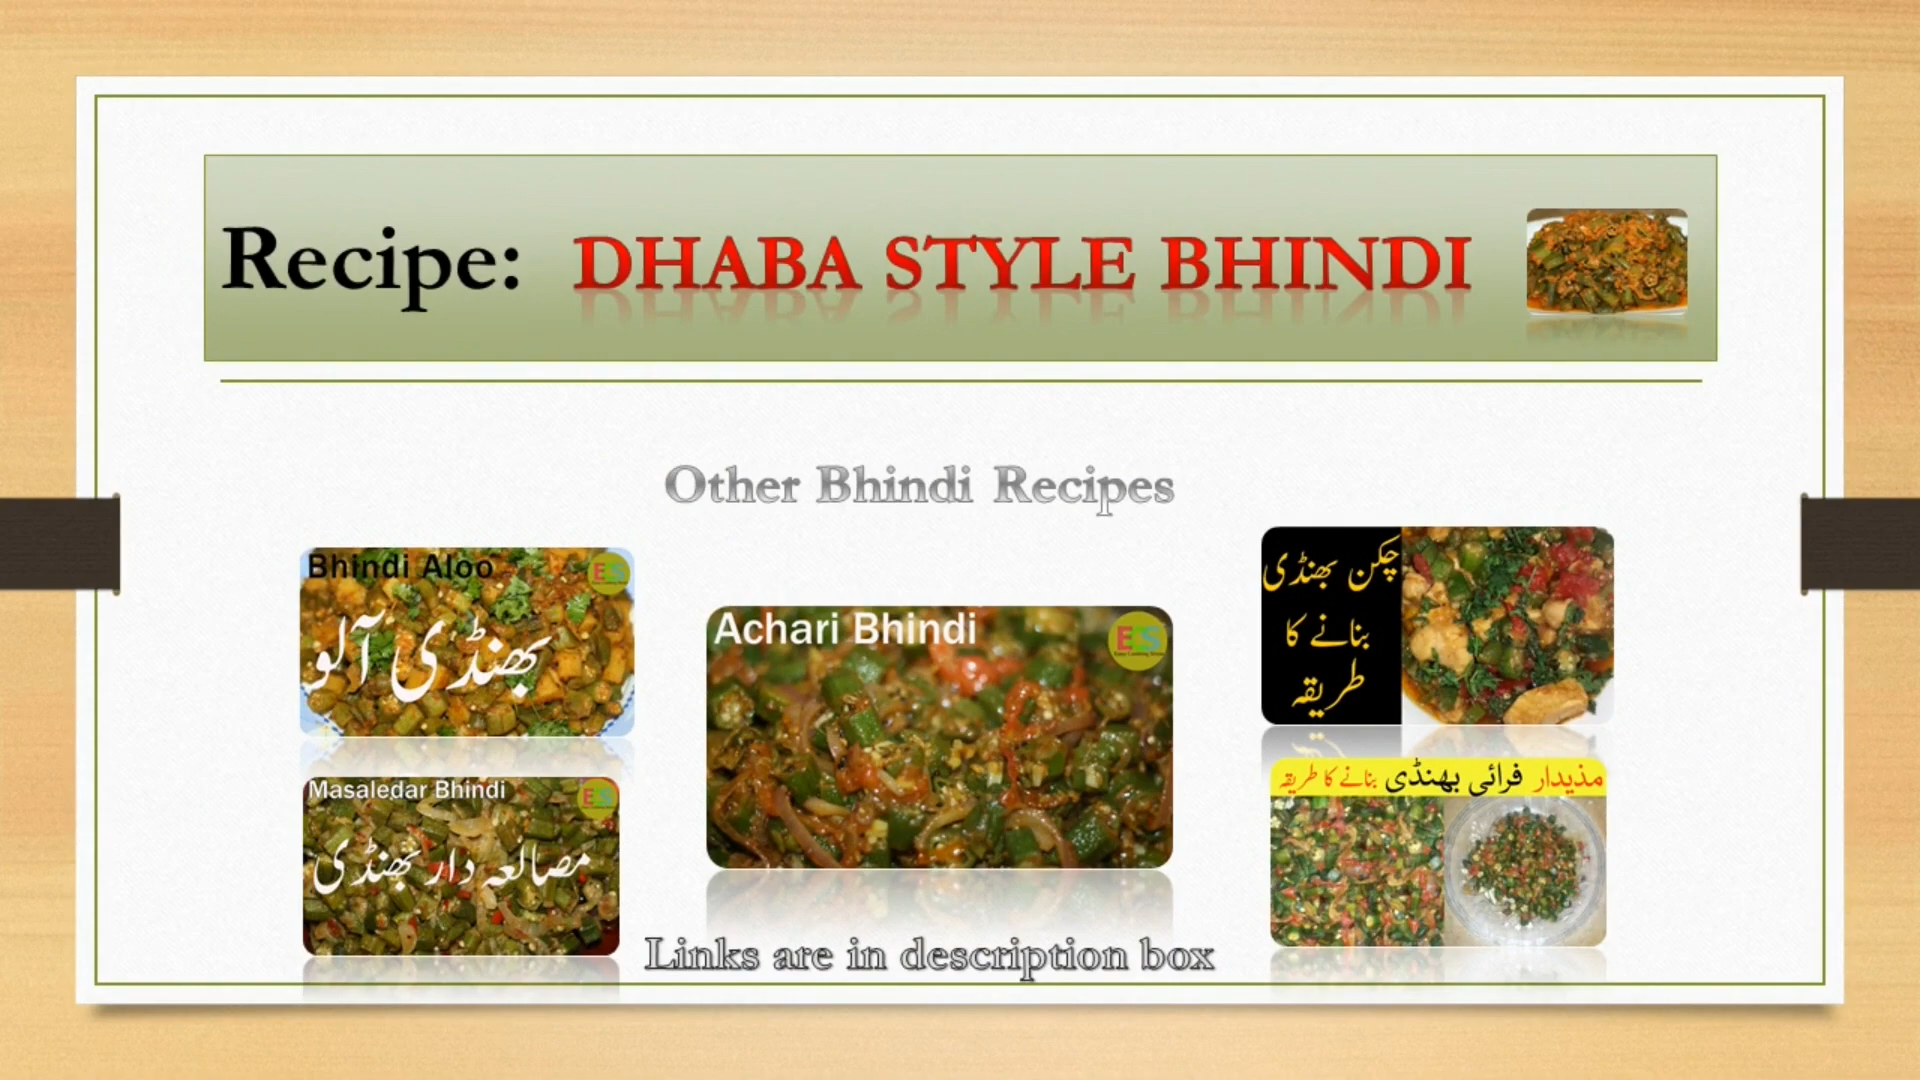 Recipe: DHABA STYLE BHINDI
Other Bhindi Recipes
Bhindi Aloo
بھنڈی آلو
Masaledar Bhindi
مصالعہ دار بھنڈی
Achari Bhindi
چکن بھنڈی
بنانے کا
طریقہ
مذیدار فرائی بھنڈی بنانے کا طریقہ
Links are in description box